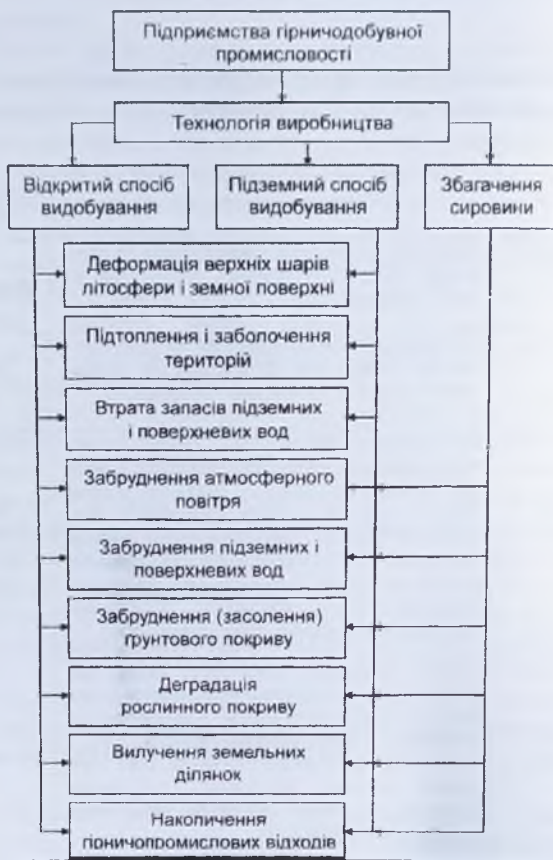 Підприємства гірничодобувної
промисловості
Технологія виробництва
Відкритий спосіб
видобування
Підземний спосіб
видобування
Збагачення
сировини
Деформація верхніх шарів
літосфери і земної поверхні
Підтоплення і заболочення
територій
Втрата запасів підземних
і поверхневих вод
Забруднення атмосферного
повітря
Забруднення підземних і
поверхневих вод
Забруднення (засолення)
ґрунтового покриву
Деградація
рослинного покриву
Вилучення земельних
ділянок
Накопичення
гірничопромислових відходів